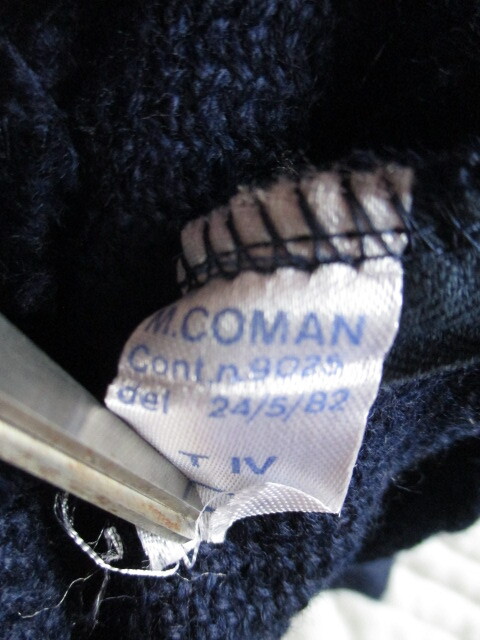 M.COMAN
Cont n.9025
del 24/5/82
T IV